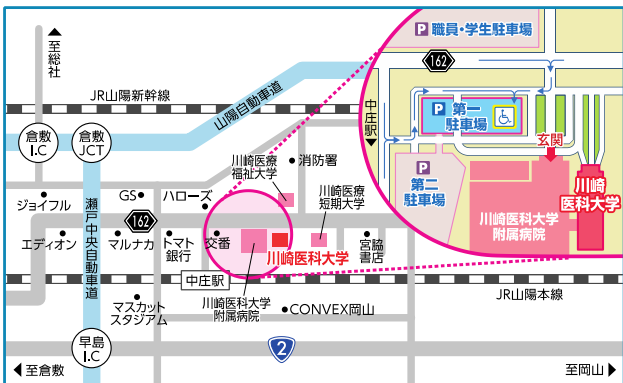 至総社
JR山陽新幹線
山陽自動車道
倉敷
I.C
倉敷
JCT
ジョイフル
GS
ハローズ
川崎医療
福祉大学
消防署
川崎医療
短期大学
162
エディオン
マルナカ
トマト
銀行
交番
川崎医科大学
宮脇
書店
瀬戸中央自動車道
中庄駅
川崎医科大学
附属病院
JR山陽本線
マスカット
スタジアム
CONVEX岡山
早島
I.C
2
至倉敷
至岡山
P 職員・学生駐車場
162
中庄駅
P 第一
駐車場
玄関
P
第二
駐車場
川崎医科大学
附属病院
川崎
医科大学